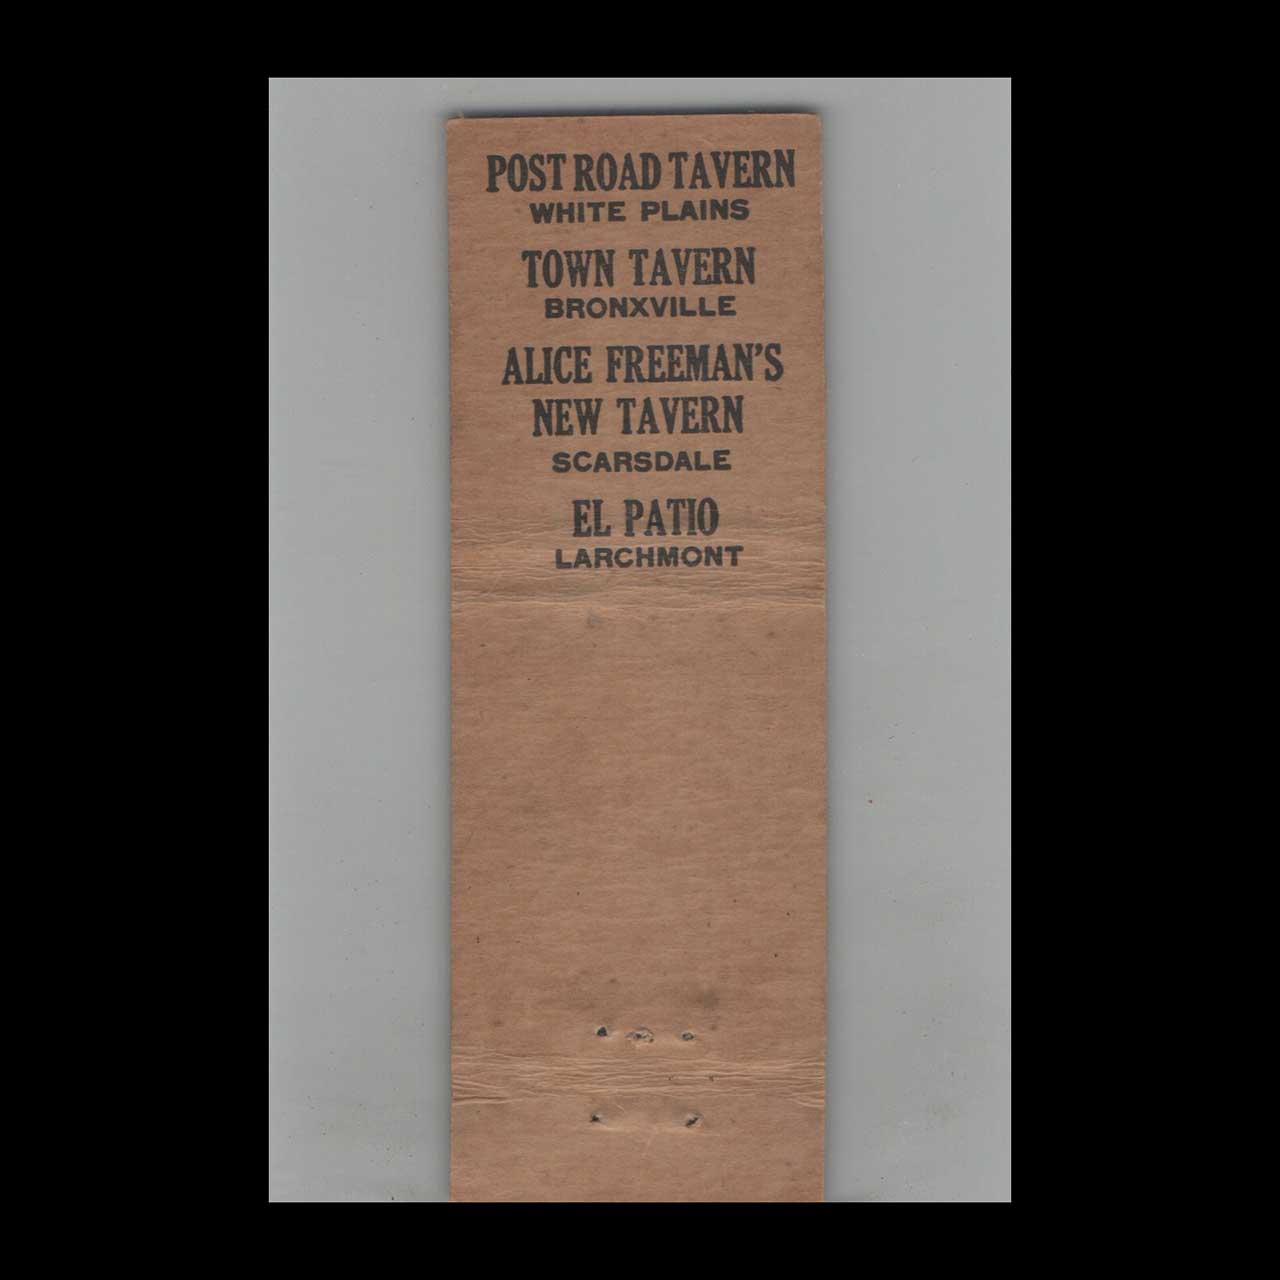 POST ROAD TAVERN
WHITE PLAINS
TOWN TAVERN
BRONXVILLE
ALICE FREEMAN'S
NEW TAVERN
SCARSDALE
EL PATIO
LARCHMONT